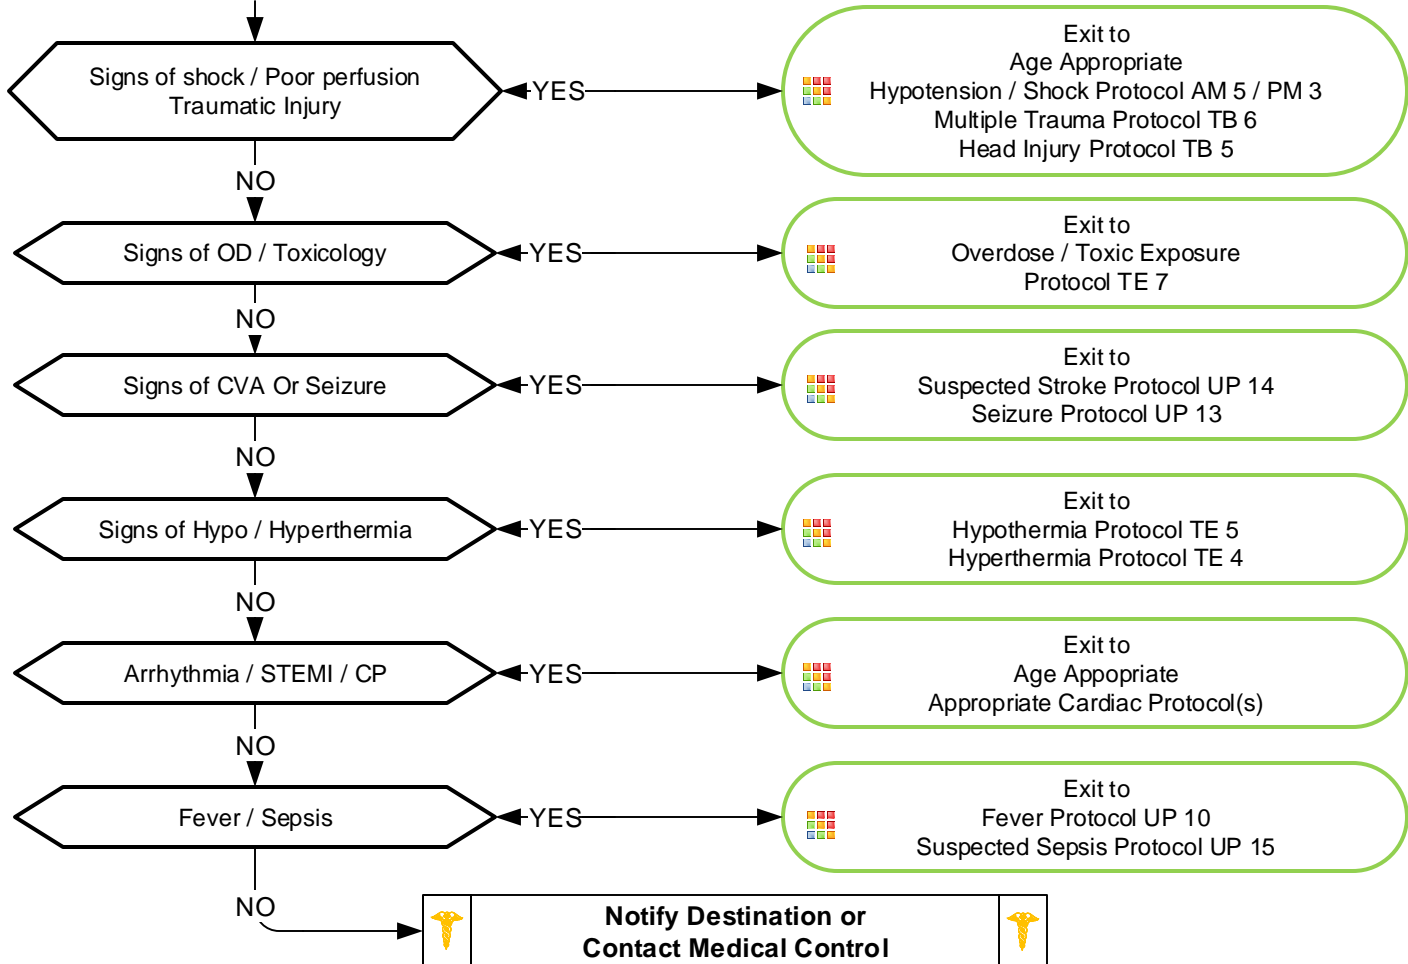 Signs of shock / Poor perfusion
Traumatic Injury
YES
Exit to
Age Appropriate
Hypotension / Shock Protocol AM 5 / PM 3
Multiple Trauma Protocol TB 6
Head Injury Protocol TB 5
NO
Signs of OD / Toxicology
YES
Exit to
Overdose / Toxic Exposure
Protocol TE 7
NO
Signs of CVA Or Seizure
YES
Exit to
Suspected Stroke Protocol UP 14
Seizure Protocol UP 13
NO
Signs of Hypo / Hyperthermia
YES
Exit to
Hypothermia Protocol TE 5
Hyperthermia Protocol TE 4
NO
Arrhythmia / STEMI / CP
YES
Exit to
Age Appopriate
Appropriate Cardiac Protocol(s)
NO
Fever / Sepsis
YES
Exit to
Fever Protocol UP 10
Suspected Sepsis Protocol UP 15
NO
Notify Destination or
Contact Medical Control